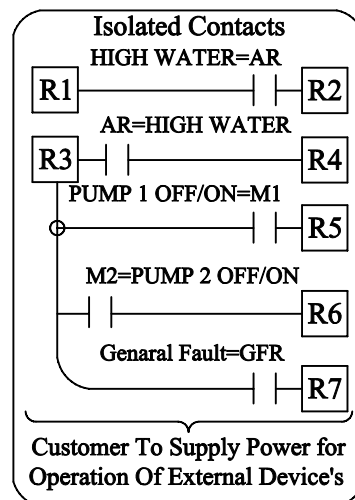 Isolated Contacts
HIGH WATER=AR
R1 R2
AR=HIGH WATER
R3 R4
PUMP 1 OFF/ON=M1
R5
M2=PUMP 2 OFF/ON
R6
Genaral Fault=GFR
R7
Customer To Supply Power for
Operation Of External Device's